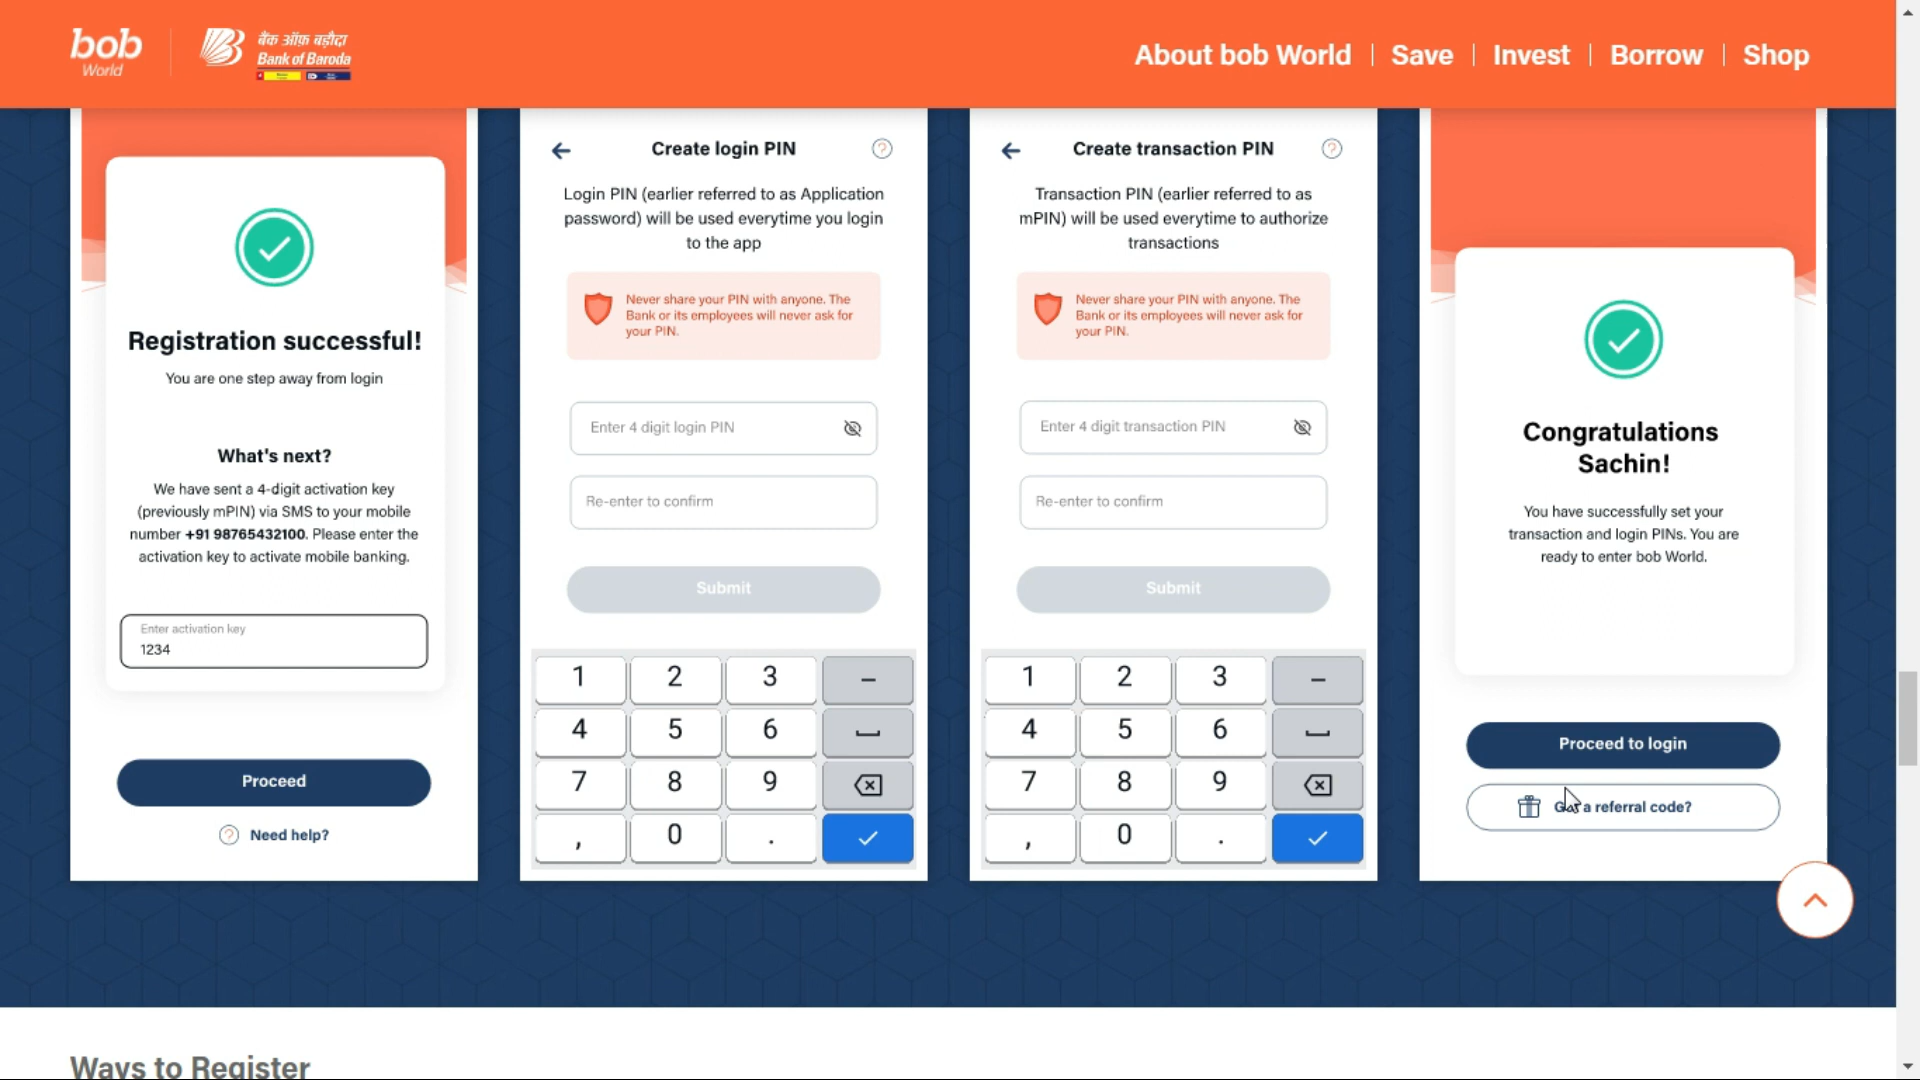 bob
World
बैंक ऑफ़ बड़ौदा
Bank of Baroda
About bob World
Save
Invest
Borrow
Shop
Registration successful!
You are one step away from login
What's next?
We have sent a 4-digit activation key
(previously mPIN) via SMS to your mobile
number +91 98765432100. Please enter the
activation key to activate mobile banking.
Enter activation key
1234
Proceed
? Need help?
Create login PIN
?
Login PIN (earlier referred to as Application
password) will be used everytime you login
to the app
Never share your PIN with anyone. The
Bank or its employees will never ask for
your PIN.
Enter 4 digit login PIN
Re-enter to confirm
Submit
1 2 3 –
4 5 6
7 8 9
, 0 .
Create transaction PIN
?
Transaction PIN (earlier referred to as
mPIN) will be used everytime to authorize
transactions
Never share your PIN with anyone. The
Bank or its employees will never ask for
your PIN.
Enter 4 digit transaction PIN
Re-enter to confirm
Submit
1 2 3 –
4 5 6
7 8 9
, 0 .
Congratulations
Sachin!
You have successfully set your
transaction and login PINs. You are
ready to enter bob World.
Proceed to login
Got a referral code?
Ways to Register